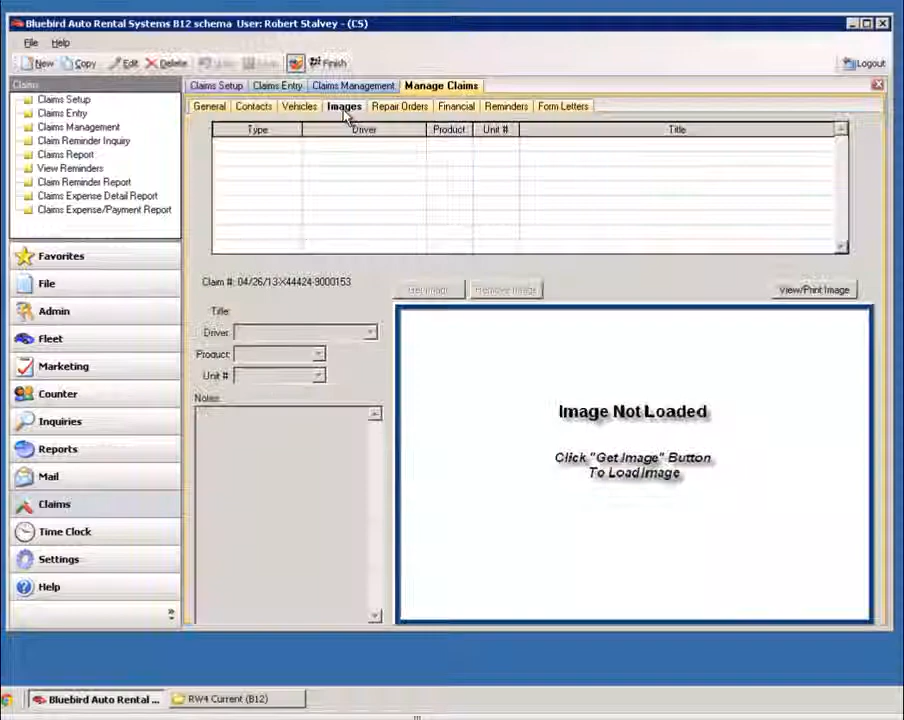 Bluebird Auto Rental Systems B12 schema User: Robert Stalvey - (CS)
File Help
New Copy Edit Delete Finish Logout
Claims
Claims Setup
Claims Entry
Claims Management
Claim Reminder Inquiry
Claims Report
View Reminders
Claim Reminder Report
Claims Expense Detail Report
Claims Expense/Payment Report
Favorites
File
Admin
Fleet
Marketing
Counter
Inquiries
Reports
Mail
Claims
Time Clock
Settings
Help
Claims Setup Claims Entry Claims Management Manage Claims
General Contacts Vehicles Images Repair Orders Financial Reminders Form Letters
Type Driver Product Unit # Title
Claim #: 04/26/13-X44424-9000153
Get Image Remove Image View/Print Image
Title:
Driver:
Product:
Unit #:
Notes:
Image Not Loaded
Click "Get Image" Button
To Load Image
Bluebird Auto Rental ... RW4 Current (B12)